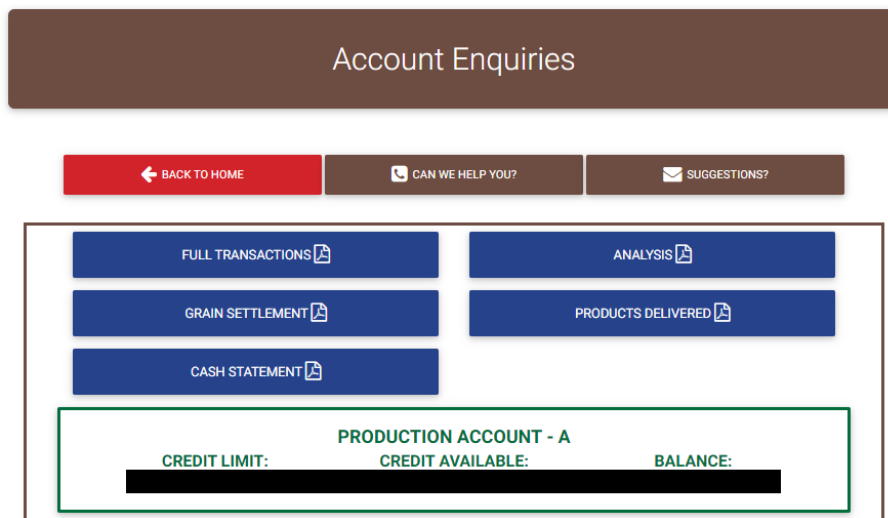 Account Enquiries
BACK TO HOME
CAN WE HELP YOU?
SUGGESTIONS?
FULL TRANSACTIONS
ANALYSIS
GRAIN SETTLEMENT
PRODUCTS DELIVERED
CASH STATEMENT
PRODUCTION ACCOUNT - A
CREDIT LIMIT: CREDIT AVAILABLE: BALANCE: